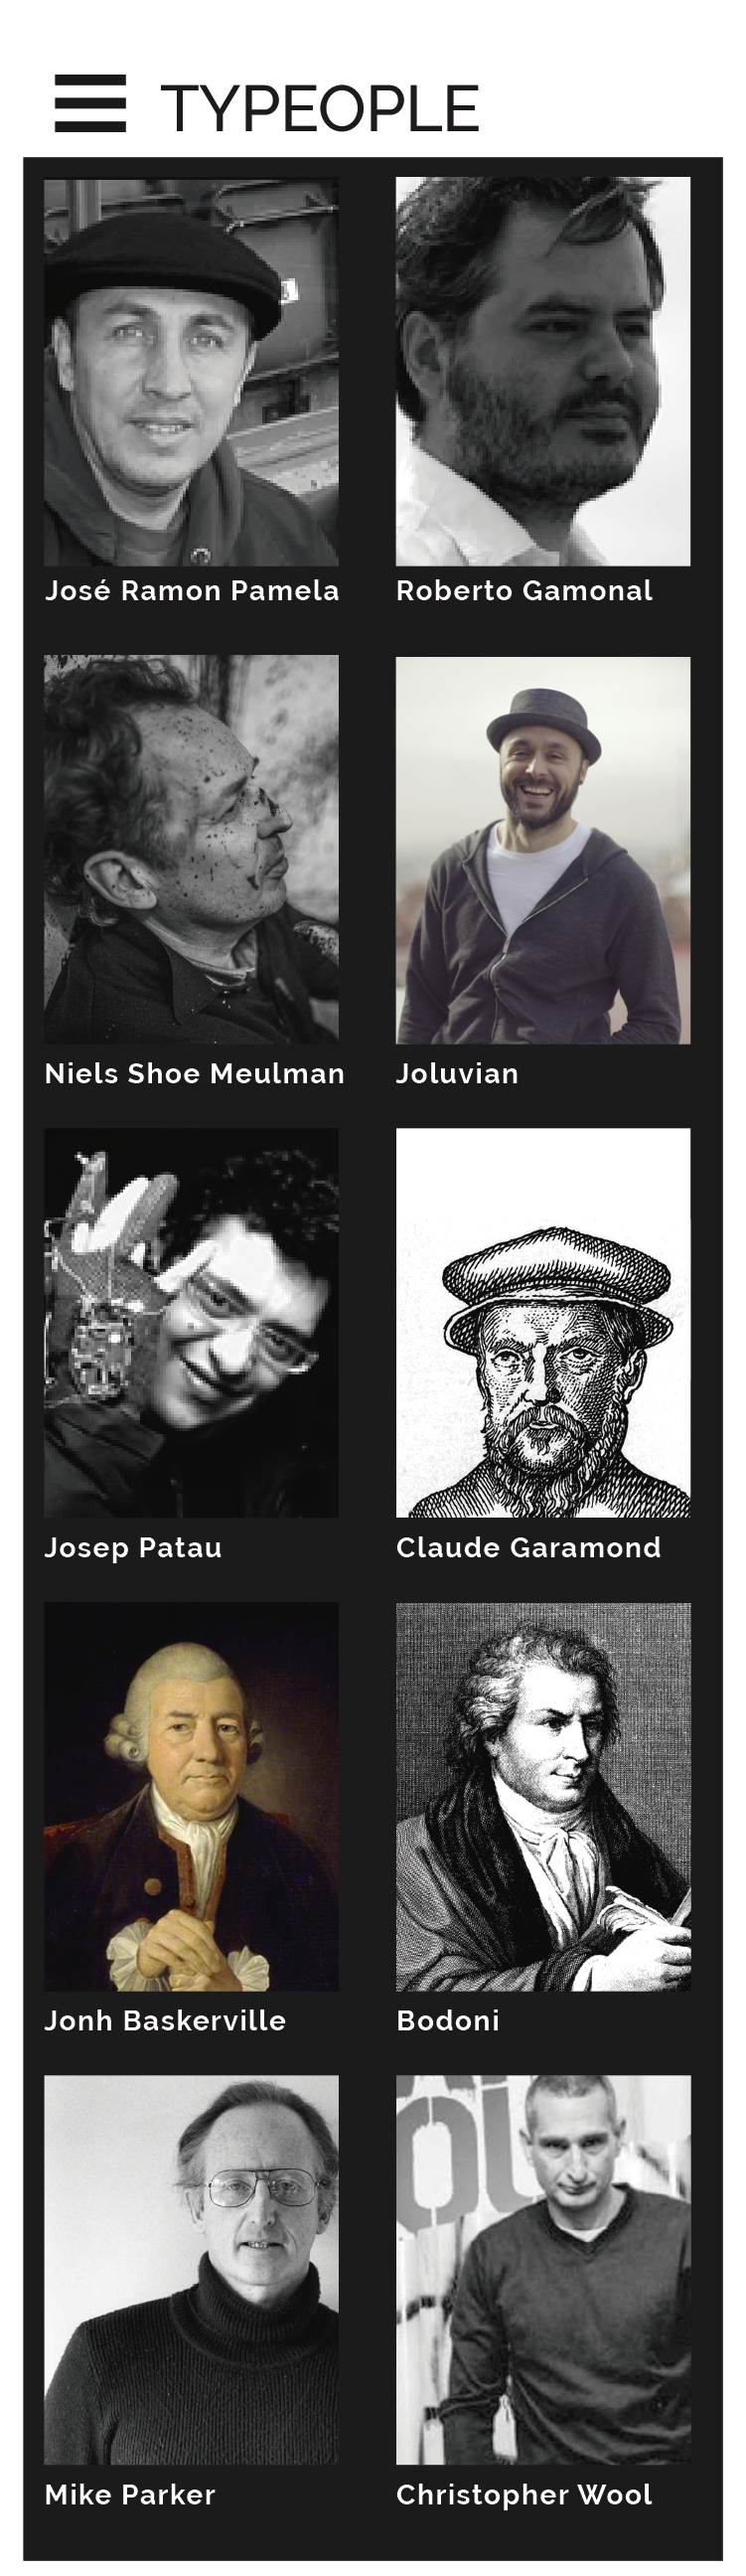 TYPEOPLE
José Ramon Pamela
Roberto Gamonal
Niels Shoe Meulman
Joluvian
Josep Patau
Claude Garamond
Jonh Baskerville
Bodoni
Mike Parker
Christopher Wool